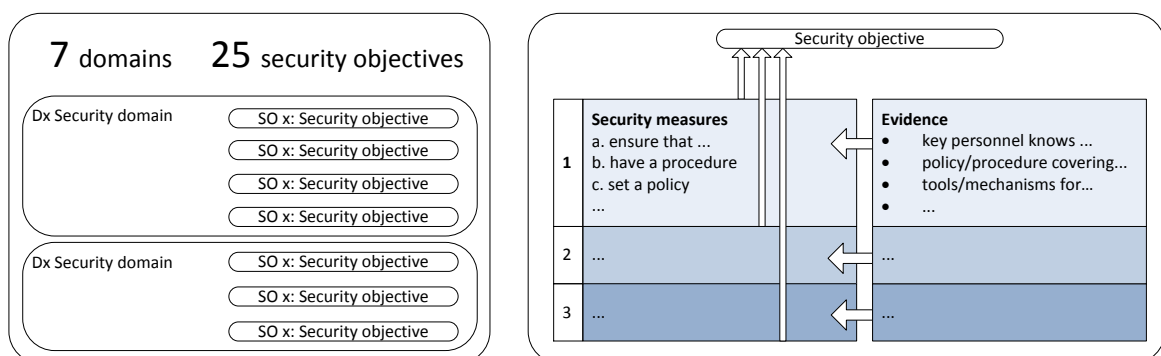 7 domains 25 security objectives
Dx Security domain
SO x: Security objective
SO x: Security objective
SO x: Security objective
SO x: Security objective
Dx Security domain
SO x: Security objective
SO x: Security objective
SO x: Security objective
Security objective
1
Security measures
a. ensure that ...
b. have a procedure
c. set a policy
...
Evidence
• key personnel knows ...
• policy/procedure covering...
• tools/mechanisms for...
• ...
2
...
...
3
...
...